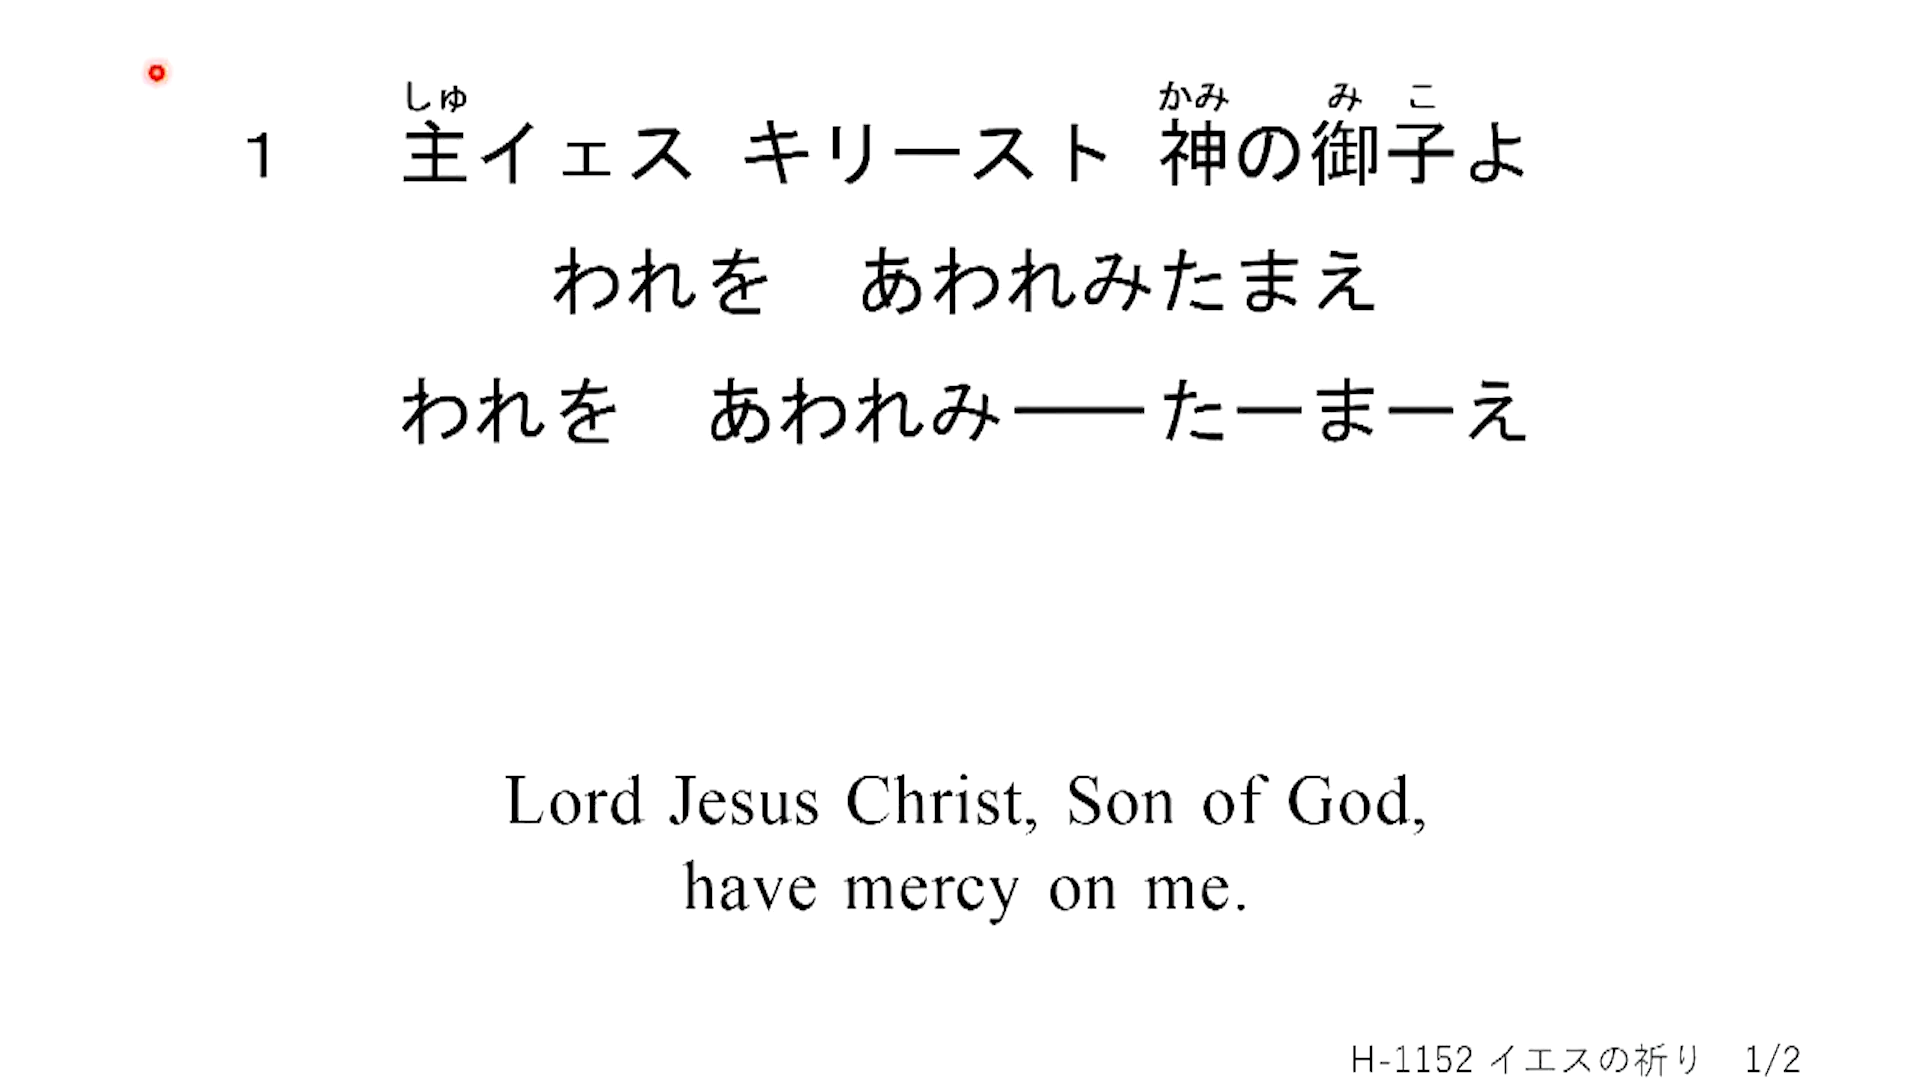 しゅ かみ み こ
1 主イェス キリースト 神の御子よ
われを あわれみたまえ
われを あわれみ――たーまーえ
Lord Jesus Christ, Son of God,
have mercy on me.
H-1152 イエスの祈り 1/2